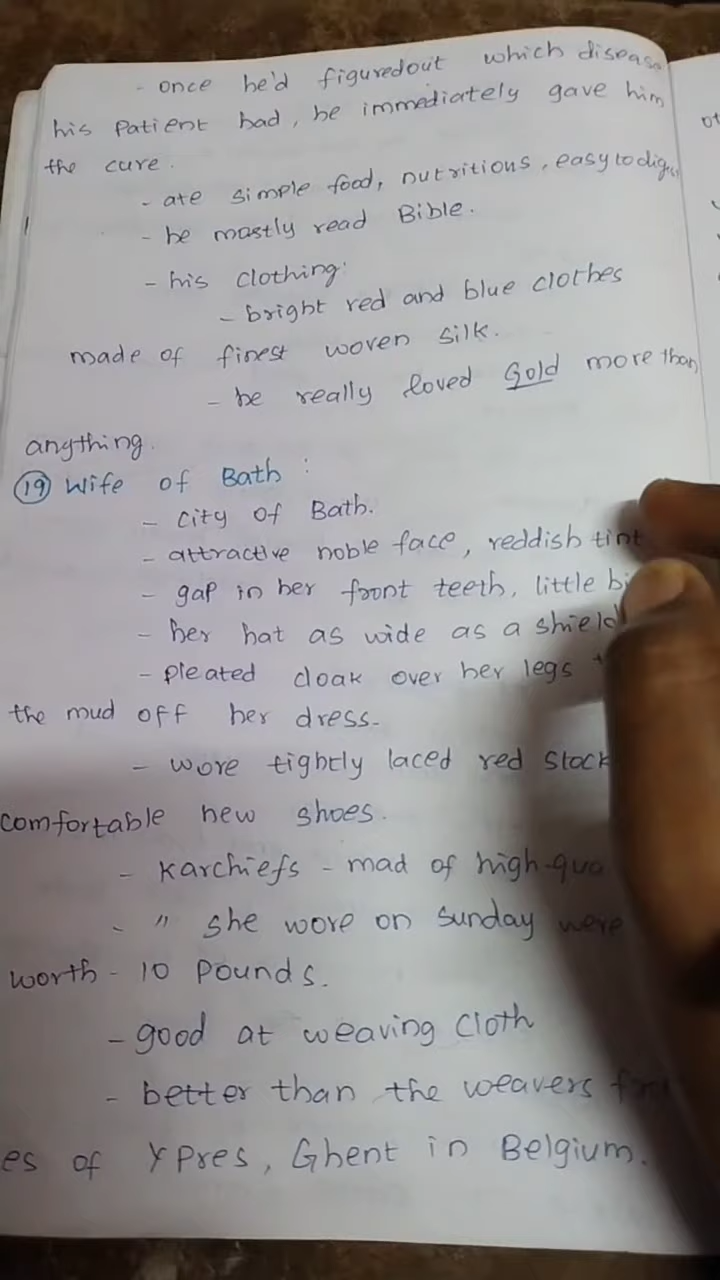 - once he'd figuredout which disease
his patient had, he immediately gave him
the cure.
- ate simple food, nutritious, easy to
- he mostly read Bible.
- his clothing:
- bright red and blue clothes
made of finest woven silk.
- he really loved Gold more than
anything.
19 Wife of Bath :
- city of Bath.
- attractive noble face, reddish tint
- gap in her front teeth, little
- her hat as wide as a shield
- pleated cloak over her legs
the mud off her dress.
- wore tightly laced red stock
comfortable new shoes.
- Karchiefs - mad of high-qua
- " she wore on Sunday were
worth - 10 Pounds.
- good at weaving cloth
- better than the weavers
es of Ypres, Ghent in Belgium.